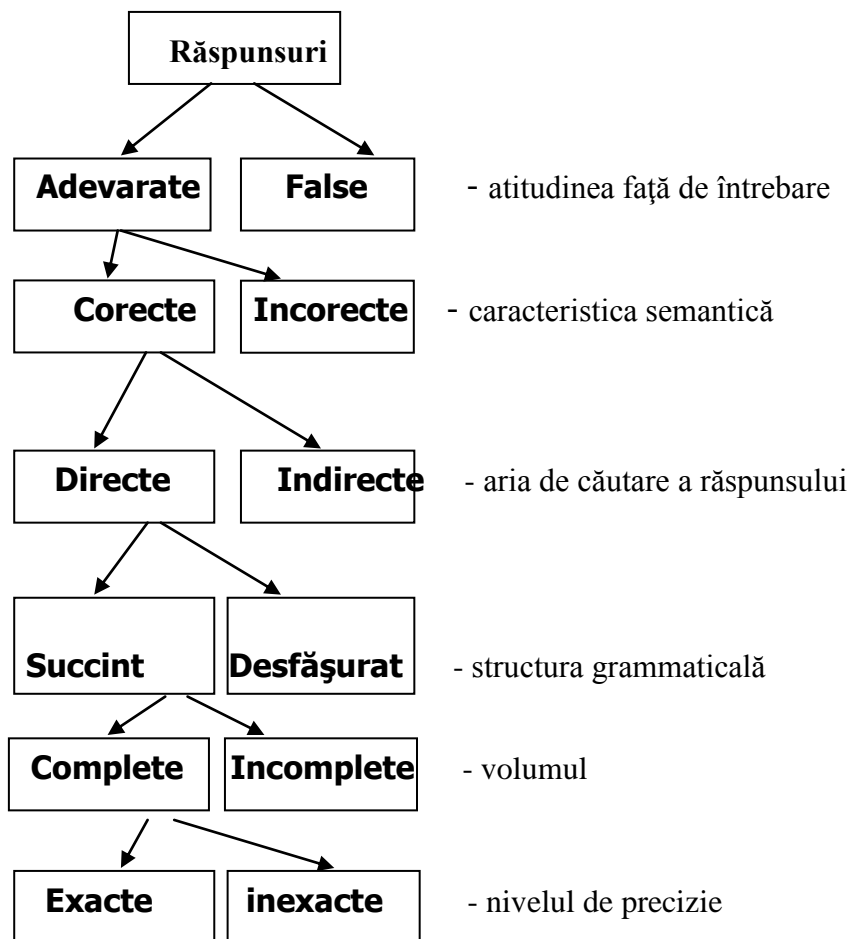 Răspunsuri
Adevarate False - atitudinea faţă de întrebare
Corecte Incorecte - caracteristica semantică
Directe Indirecte - aria de căutare a răspunsului
Succint Desfăşurat - structura grammaticală
Complete Incomplete - volumul
Exacte inexacte - nivelul de precizie